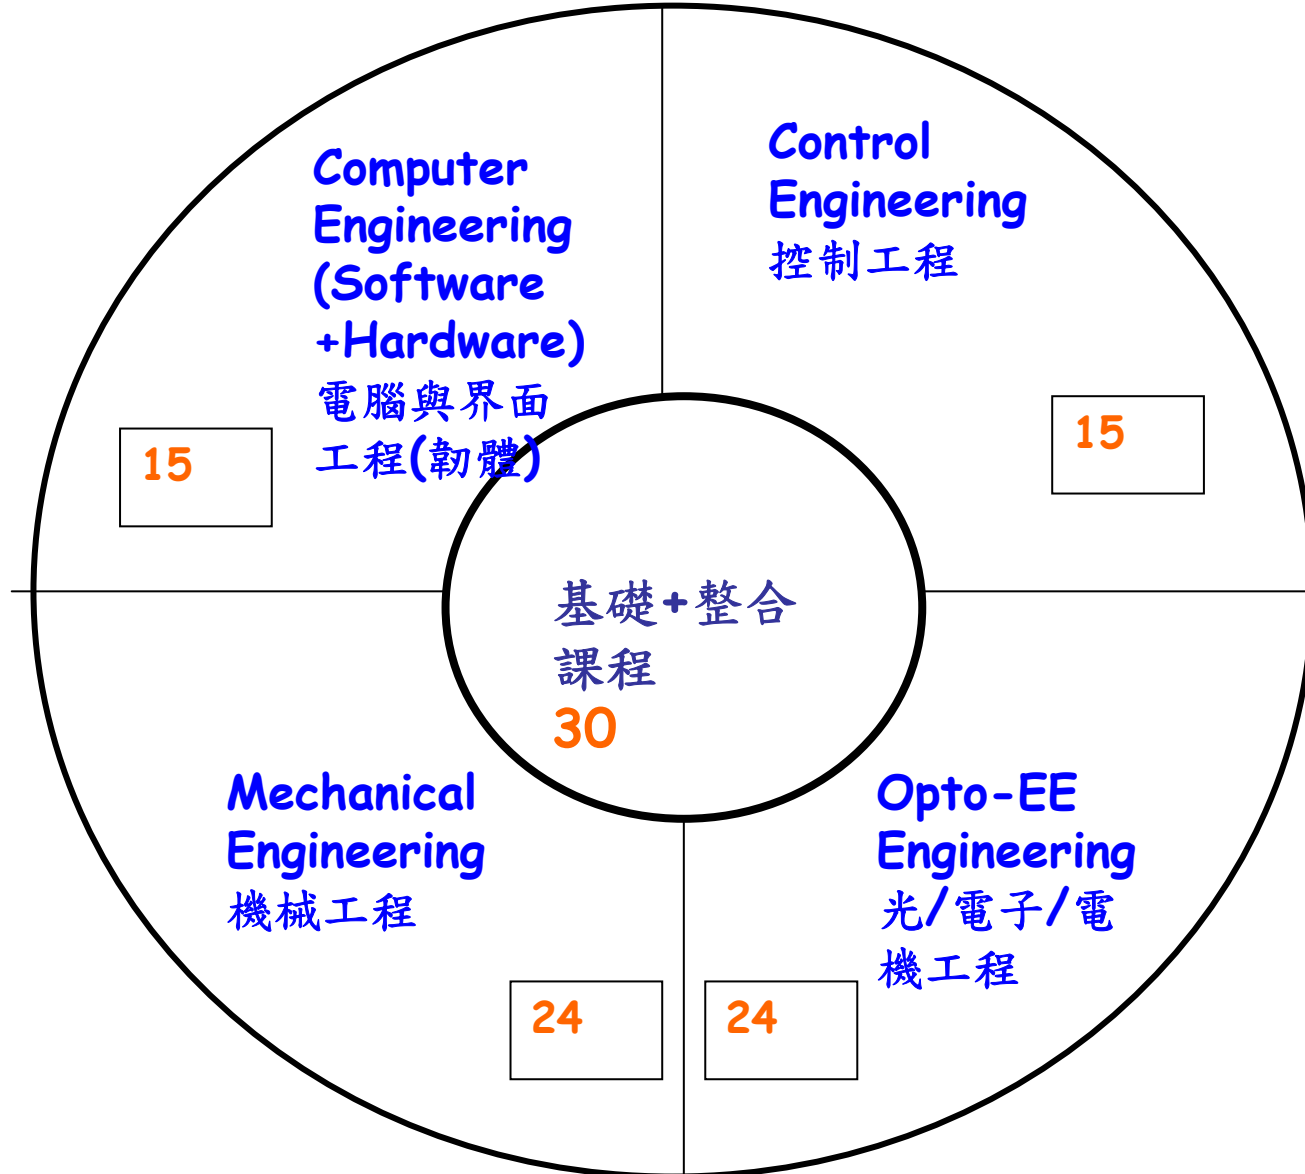 Computer
Engineering
(Software
+Hardware)
電腦與界面
工程(韌體)
15
Control
Engineering
控制工程
15
基礎+整合
課程
30
Mechanical
Engineering
機械工程
24
Opto-EE
Engineering
光/電子/電
機工程
24